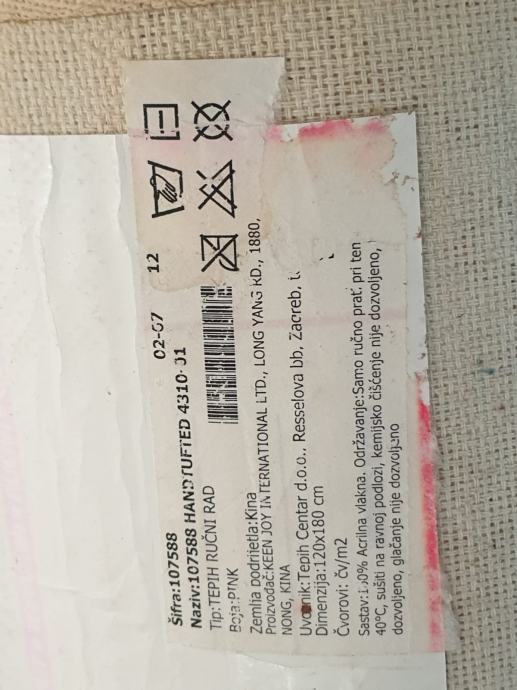 Šifra:107588 02-07 12
Naziv:107588 HANDTUFTED 4310-J1
Tip:TEPIH RUČNI RAD
Boja:PINK
Zemlja podrijetla:Kina
Proizvođač:KEEN JOY INTERNATIONAL LTD., LONG YANG RD., 1880,
NONG, KINA
Uvoznik:Tepih Centar d.o.o., Resselova bb, Zagreb,
Dimenzija:120x180 cm
Čvorovi: čv/m2
Sastav:100% Acrilna vlakna. Održavanje:Samo ručno prati pri ten
40°C, sušiti na ravnoj podlozi, kemijsko čišćenje nije dozvoljeno,
dozvoljeno, glačanje nije dozvoljeno